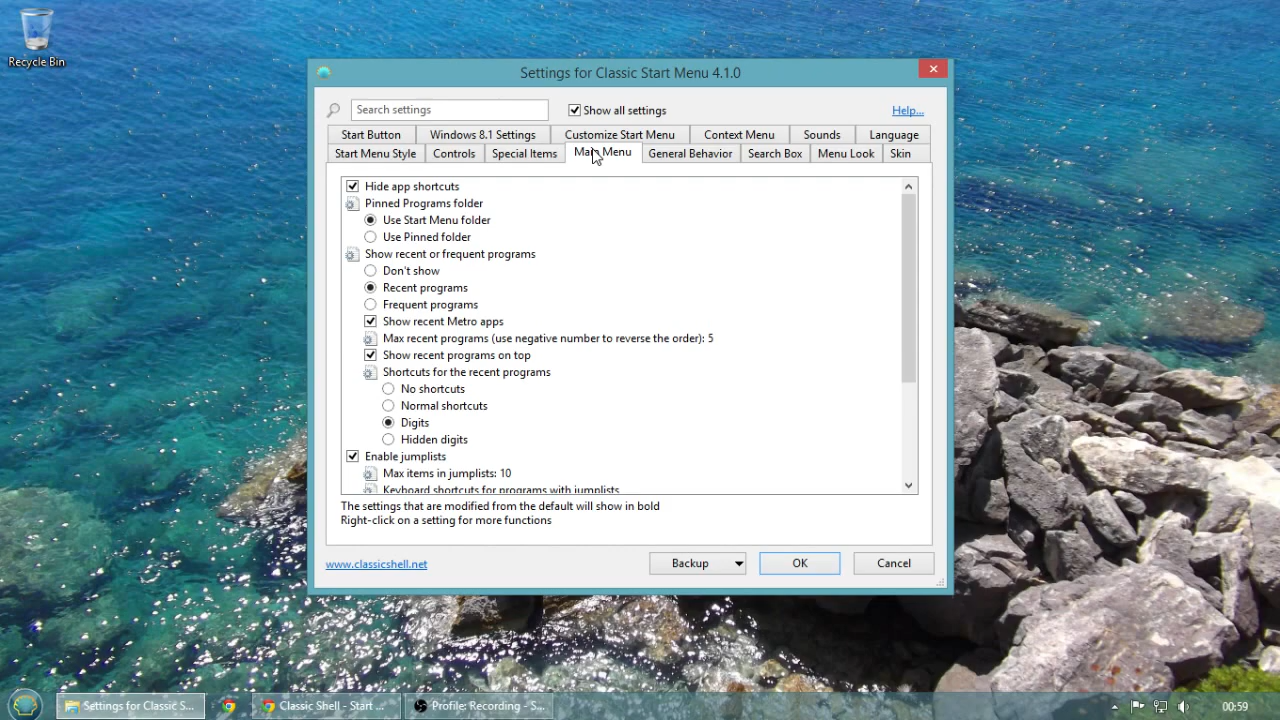 Recycle Bin
Settings for Classic Start Menu 4.1.0
Search settings
Show all settings
Help...
Start Button
Windows 8.1 Settings
Customize Start Menu
Context Menu
Sounds
Language
Start Menu Style
Controls
Special Items
Main Menu
General Behavior
Search Box
Menu Look
Skin
Hide app shortcuts
Pinned Programs folder
Use Start Menu folder
Use Pinned folder
Show recent or frequent programs
Don't show
Recent programs
Frequent programs
Show recent Metro apps
Max recent programs (use negative number to reverse the order): 5
Show recent programs on top
Shortcuts for the recent programs
No shortcuts
Normal shortcuts
Digits
Hidden digits
Enable jumplists
Max items in jumplists: 10
Keyboard shortcuts for programs with jumplists
The settings that are modified from the default will show in bold
Right-click on a setting for more functions
www.classicshell.net
Backup
OK
Cancel
Settings for Classic S...
Classic Shell - Start ...
Profile: Recording - S...
00:59